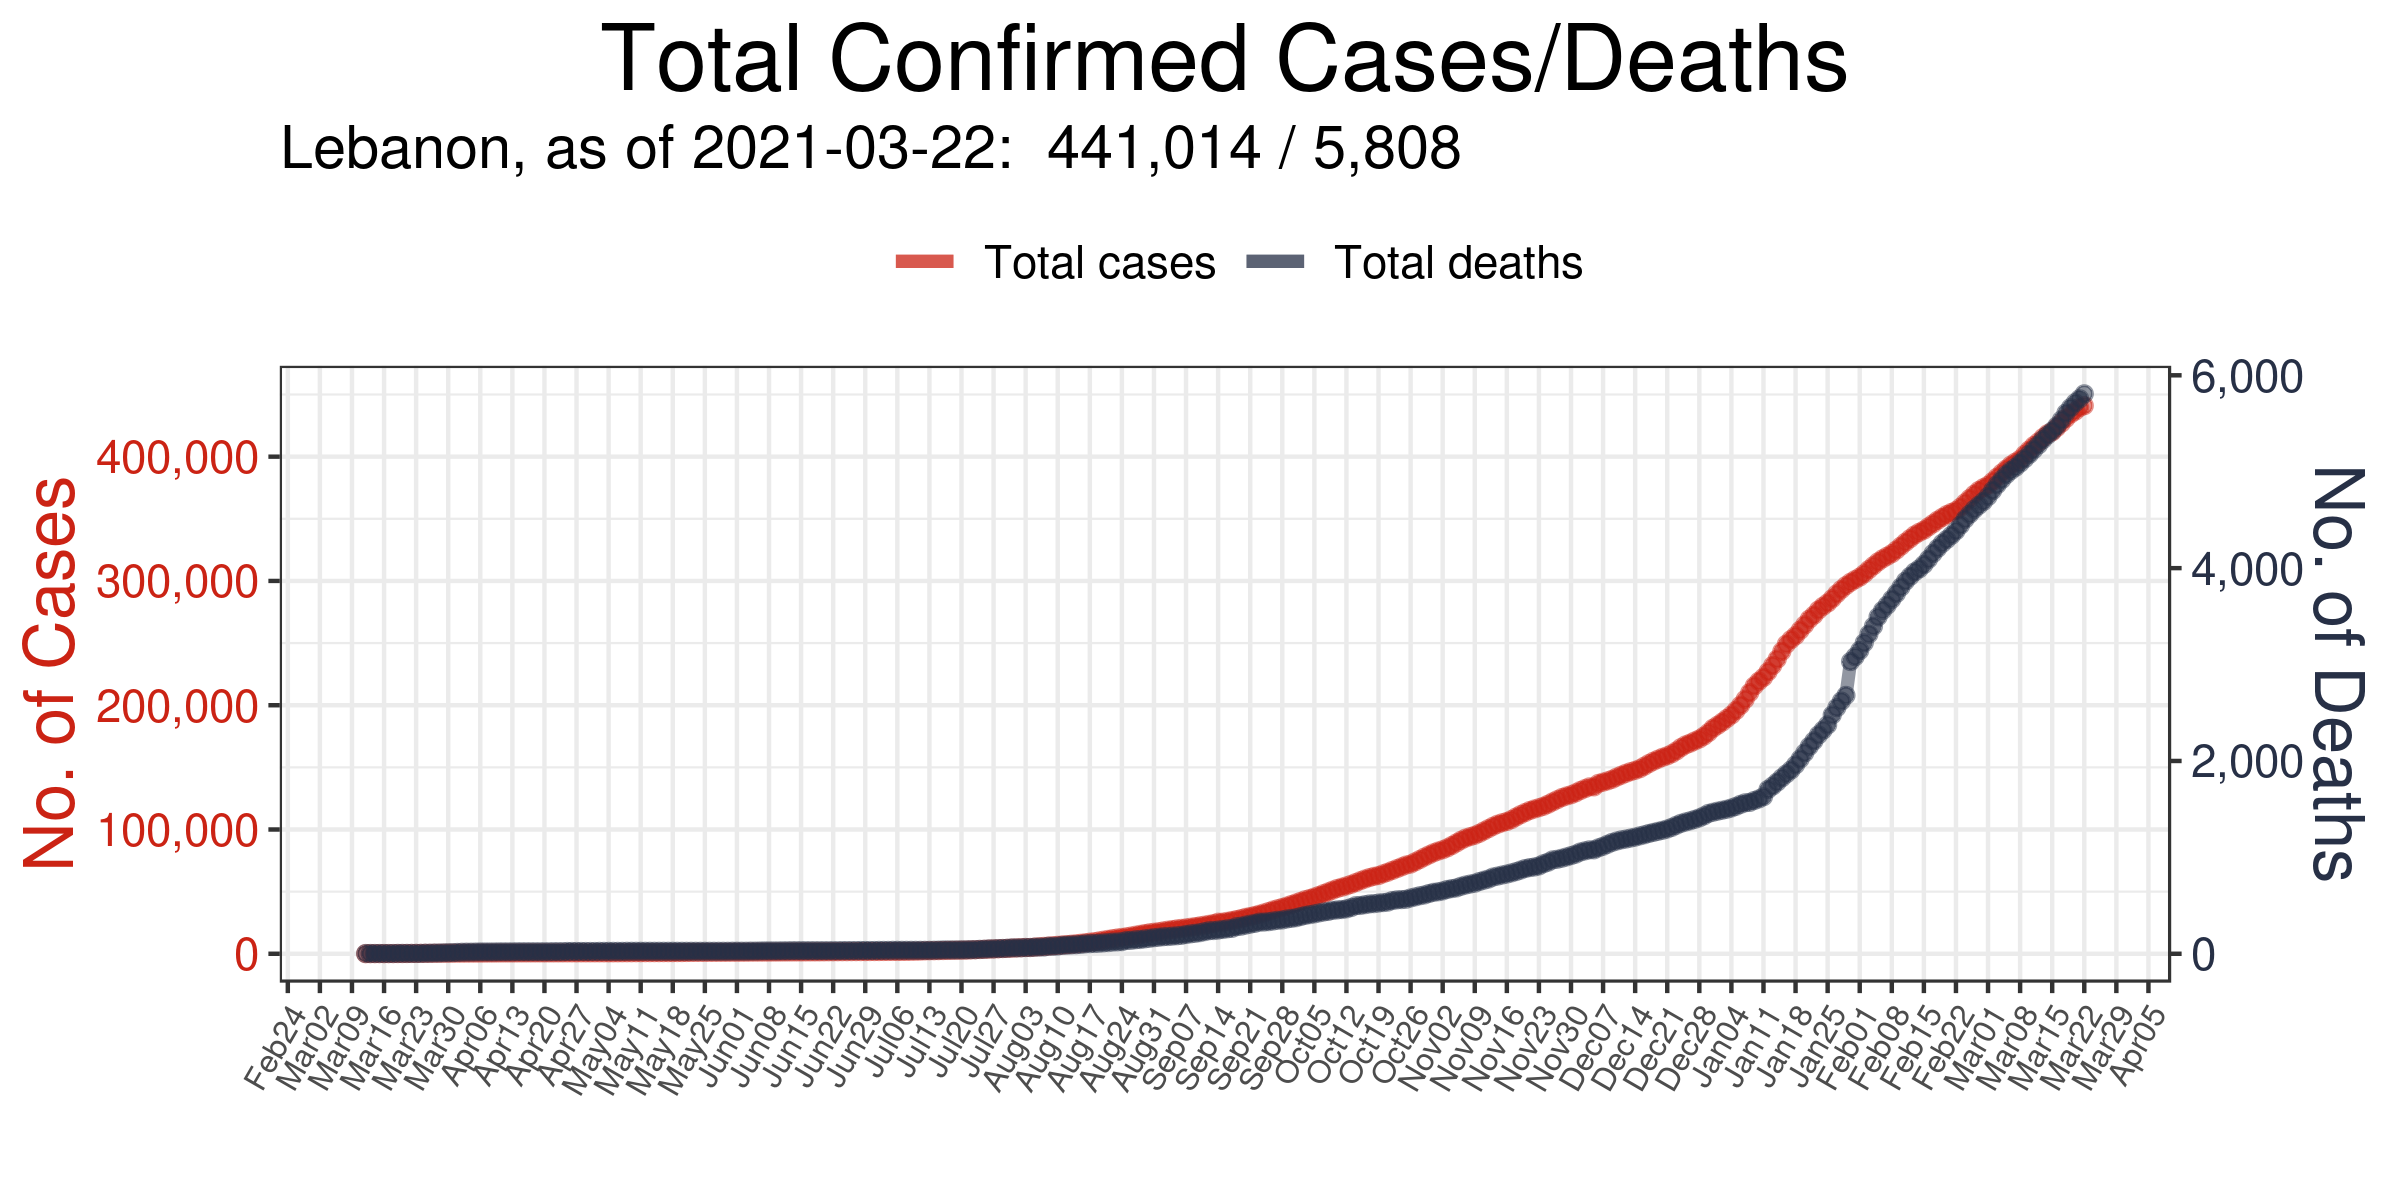 Total Confirmed Cases/Deaths
Lebanon, as of 2021-03-22:  441,014 / 5,808
Total cases
Total deaths
No. of Cases
400,000
300,000
200,000
100,000
0
6,000
4,000
2,000
0
No. of Deaths
Feb24
Mar02
Mar09
Mar16
Mar23
Mar30
Apr06
Apr13
Apr20
Apr27
May04
May11
May18
May25
Jun01
Jun08
Jun15
Jun22
Jun29
Jul06
Jul13
Jul20
Jul27
Aug03
Aug10
Aug17
Aug24
Aug31
Sep07
Sep14
Sep21
Sep28
Oct05
Oct12
Oct19
Oct26
Nov02
Nov09
Nov16
Nov23
Nov30
Dec07
Dec14
Dec21
Dec28
Jan04
Jan11
Jan18
Jan25
Feb01
Feb08
Feb15
Feb22
Mar01
Mar08
Mar15
Mar22
Mar29
Apr05